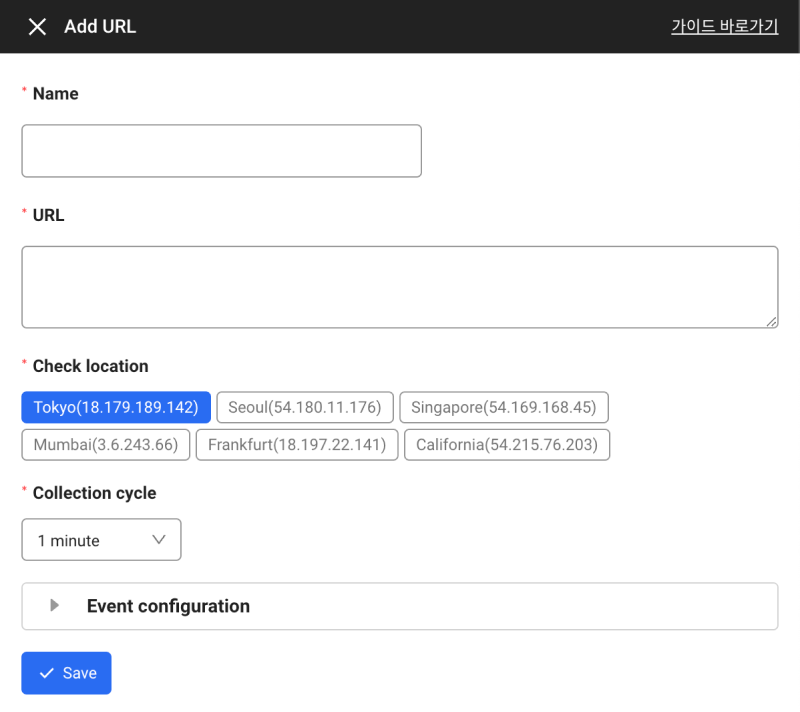 Add URL
가이드 바로가기
* Name
* URL
* Check location
Tokyo(18.179.189.142) Seoul(54.180.11.176) Singapore(54.169.168.45)
Mumbai(3.6.243.66) Frankfurt(18.197.22.141) California(54.215.76.203)
* Collection cycle
1 minute
Event configuration
Save